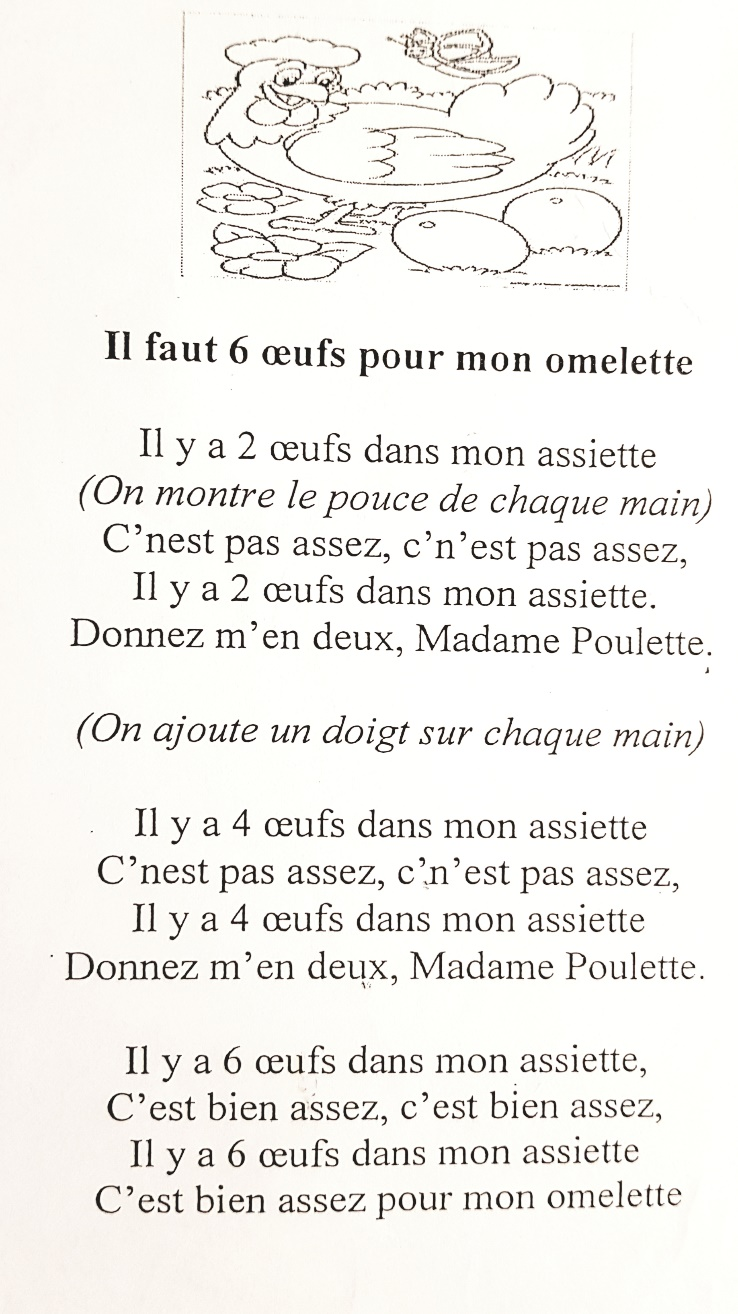 Il faut 6 œufs pour mon omelette
Il y a 2 œufs dans mon assiette
(On montre le pouce de chaque main)
C’nest pas assez, c’n’est pas assez,
Il y a 2 œufs dans mon assiette.
Donnez m’en deux, Madame Poulette.
(On ajoute un doigt sur chaque main)
Il y a 4 œufs dans mon assiette
C’nest pas assez, c’n’est pas assez,
Il y a 4 œufs dans mon assiette
Donnez m’en deux, Madame Poulette.
Il y a 6 œufs dans mon assiette,
C’est bien assez, c’est bien assez,
Il y a 6 œufs dans mon assiette
C’est bien assez pour mon omelette